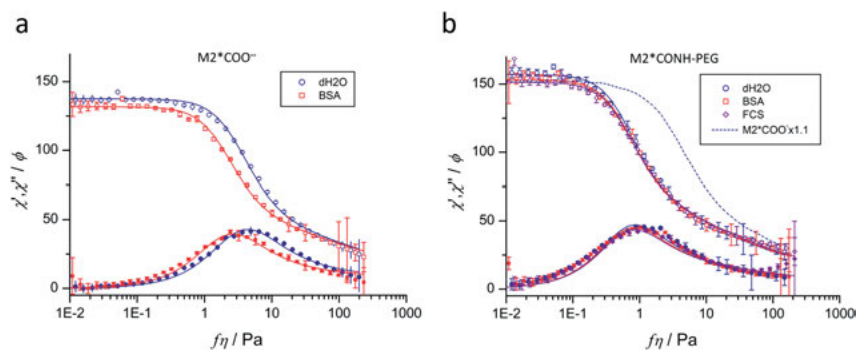 a
M2*COO⁻
dH2O
BSA
150
100
50
0
χ', χ'' / ϕ
1E-2 1E-1 1 10 100 1000
fη / Pa
b
M2*CONH-PEG
dH2O
BSA
FCS
M2*COO⁻x1.1
150
100
50
0
χ', χ'' / ϕ
1E-2 1E-1 1 10 100 1000
fη / Pa